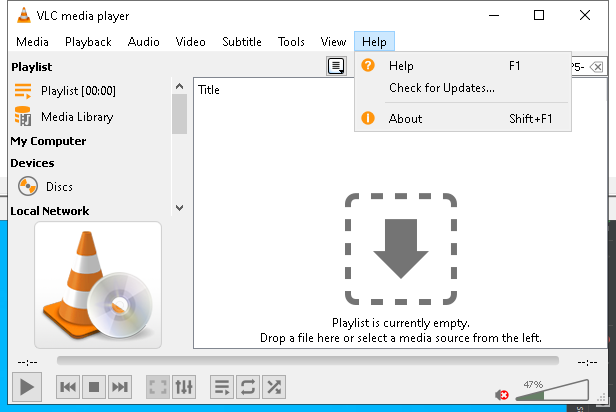 VLC media player
Media Playback Audio Video Subtitle Tools View Help
Playlist
Playlist [00:00]
Media Library
My Computer
Devices
Discs
Local Network
Title
Help F1
Check for Updates...
About Shift+F1
Playlist is currently empty.
Drop a file here or select a media source from the left.
--:-- --:--
47%